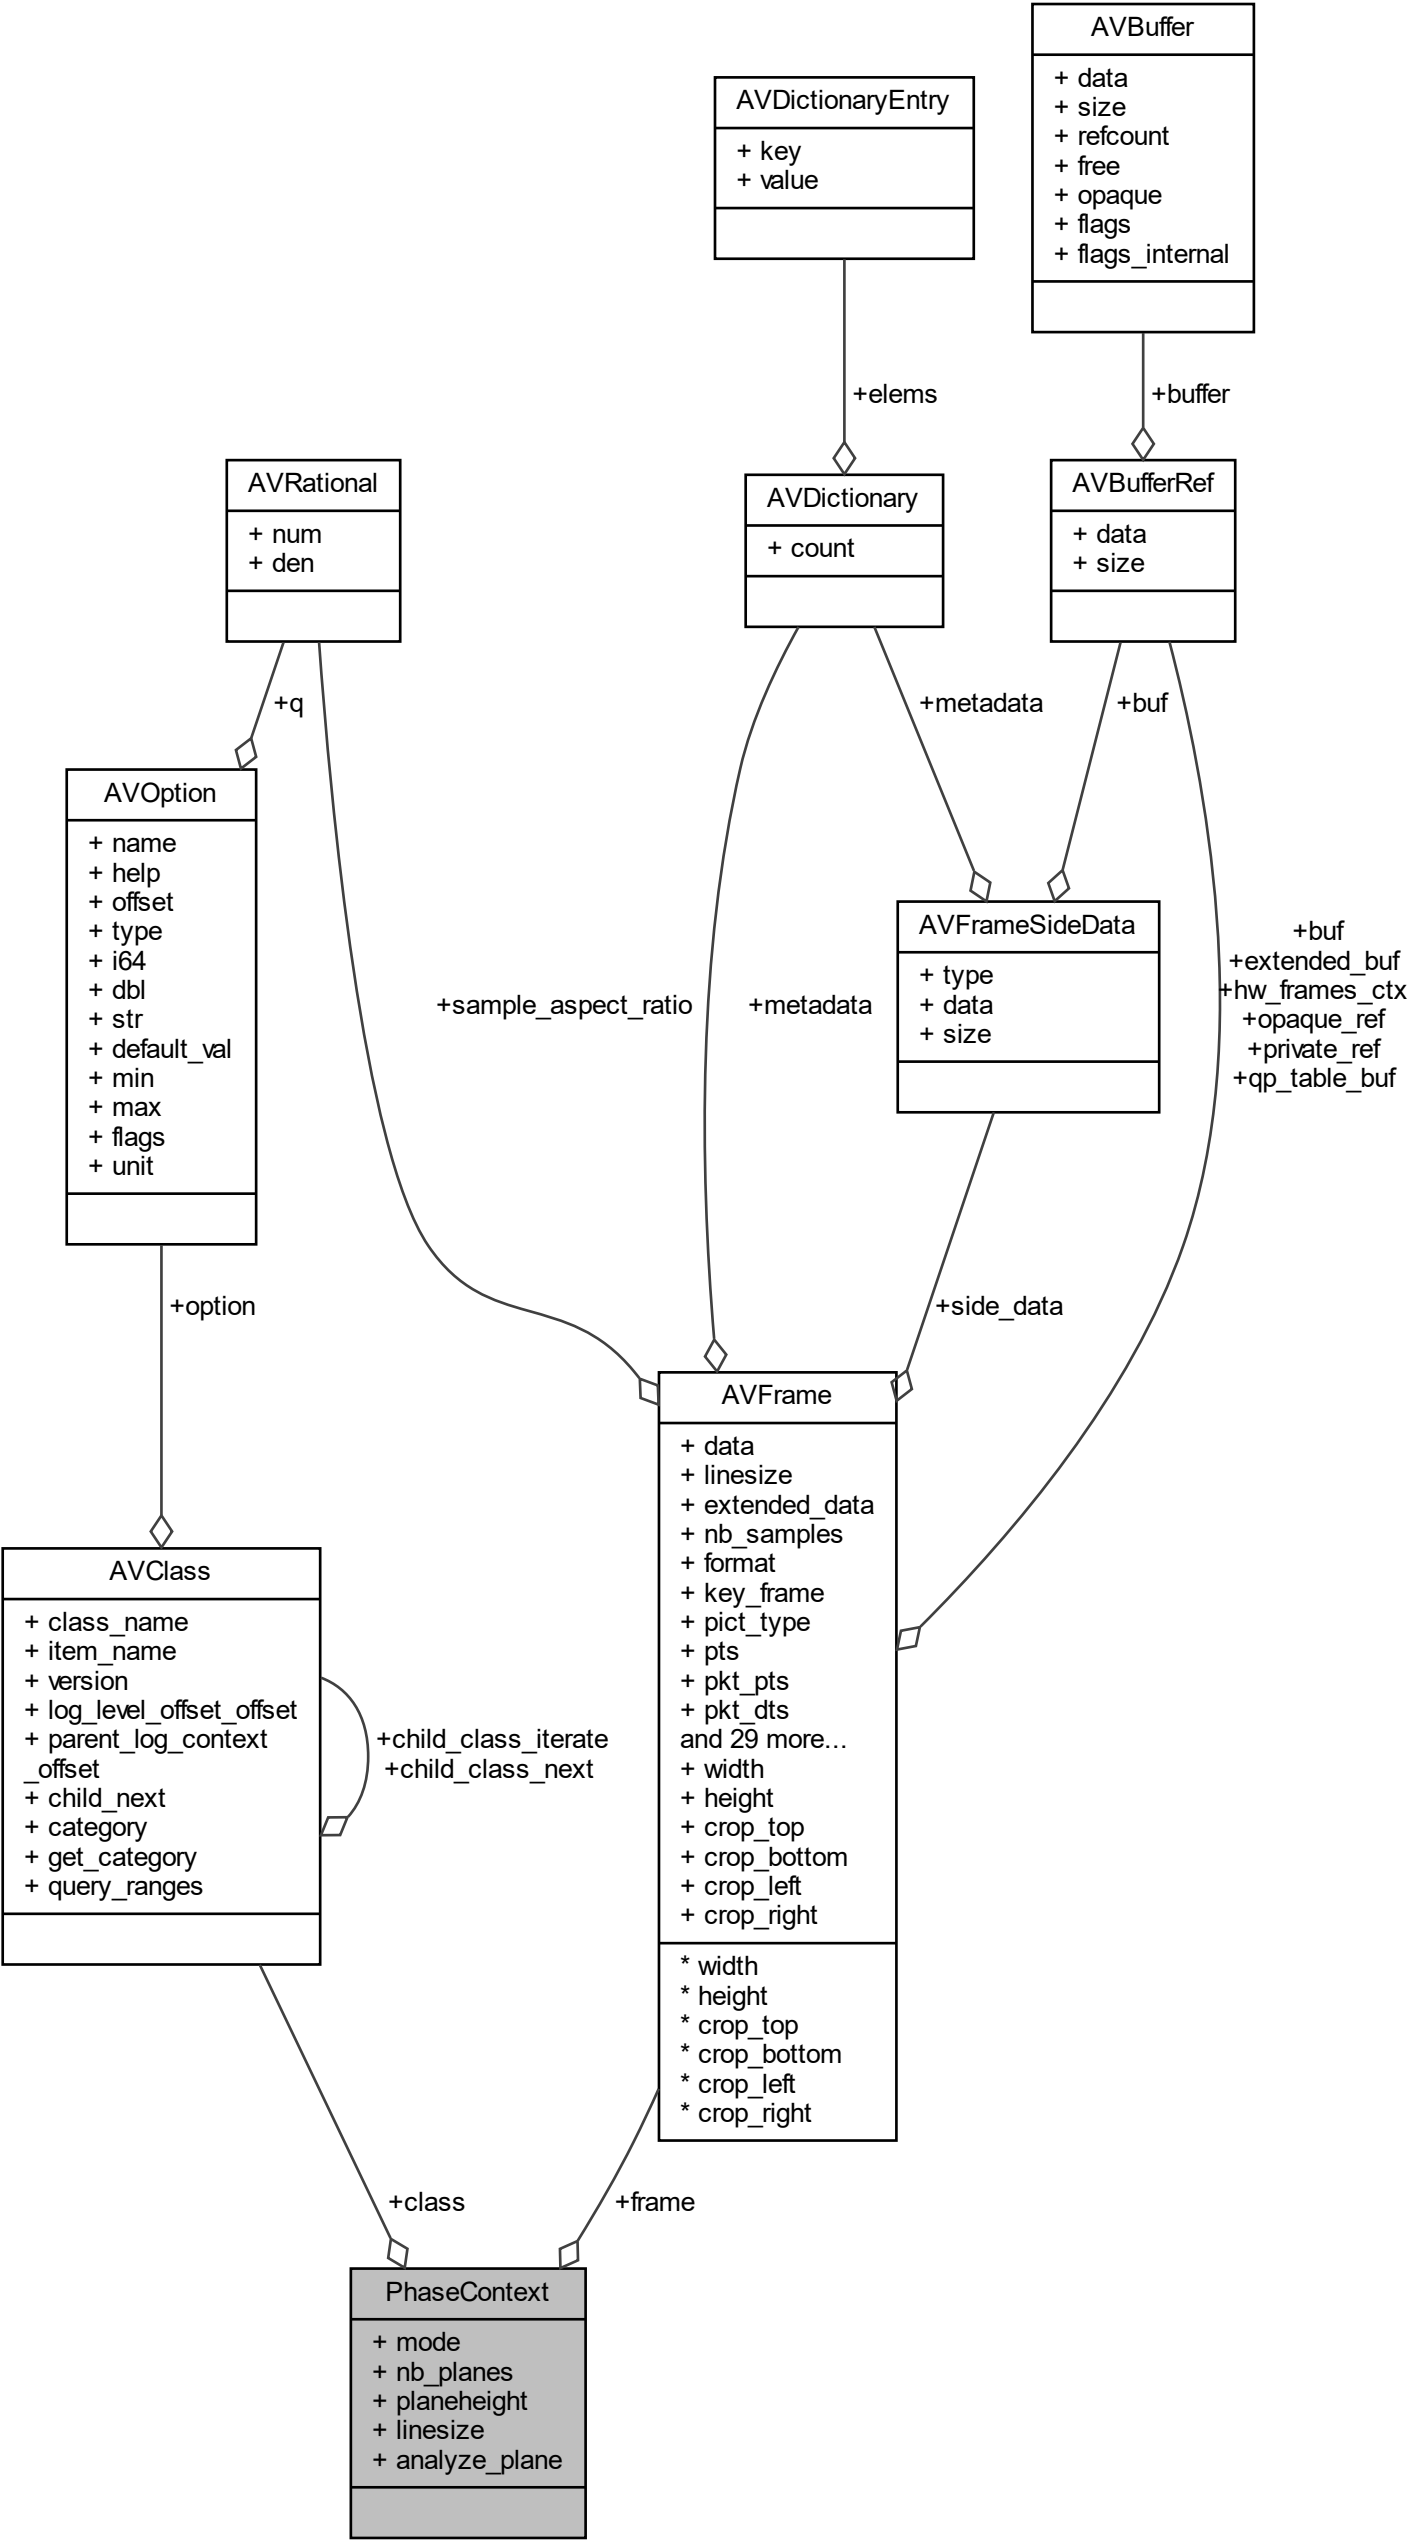 AVBuffer
+ data
+ size
+ refcount
+ free
+ opaque
+ flags
+ flags_internal
AVDictionaryEntry
+ key
+ value
+elems
+buffer
AVRational
+ num
+ den
AVDictionary
+ count
AVBufferRef
+ data
+ size
+q
+metadata
+buf
AVOption
+ name
+ help
+ offset
+ type
+ i64
+ dbl
+ str
+ default_val
+ min
+ max
+ flags
+ unit
+sample_aspect_ratio
+metadata
AVFrameSideData
+ type
+ data
+ size
+buf
+extended_buf
+hw_frames_ctx
+opaque_ref
+private_ref
+qp_table_buf
+option
+side_data
AVFrame
+ data
+ linesize
+ extended_data
+ nb_samples
+ format
+ key_frame
+ pict_type
+ pts
+ pkt_pts
+ pkt_dts
and 29 more...
+ width
+ height
+ crop_top
+ crop_bottom
+ crop_left
+ crop_right
* width
* height
* crop_top
* crop_bottom
* crop_left
* crop_right
AVClass
+ class_name
+ item_name
+ version
+ log_level_offset_offset
+ parent_log_context
_offset
+ child_next
+ category
+ get_category
+ query_ranges
+child_class_iterate
+child_class_next
+class
+frame
PhaseContext
+ mode
+ nb_planes
+ planeheight
+ linesize
+ analyze_plane